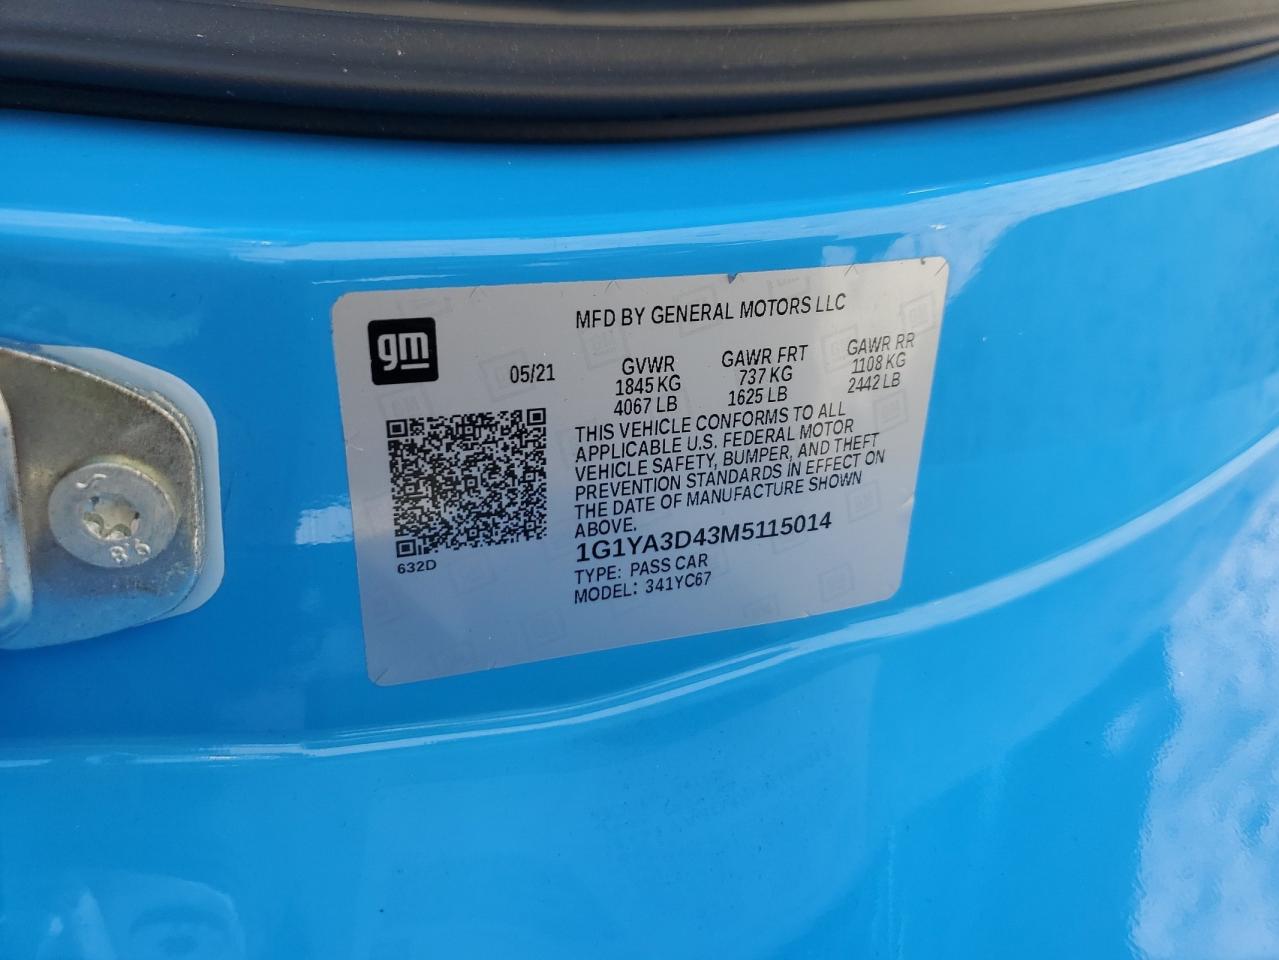 MFD BY GENERAL MOTORS LLC
gm
05/21
GVWR
1845 KG
4067 LB
GAWR FRT
737 KG
1625 LB
GAWR RR
1108 KG
2442 LB
THIS VEHICLE CONFORMS TO ALL
APPLICABLE U.S. FEDERAL MOTOR
VEHICLE SAFETY, BUMPER, AND THEFT
PREVENTION STANDARDS IN EFFECT ON
THE DATE OF MANUFACTURE SHOWN
ABOVE.
1G1YA3D43M5115014
TYPE: PASS CAR
MODEL: 341YC67
632D